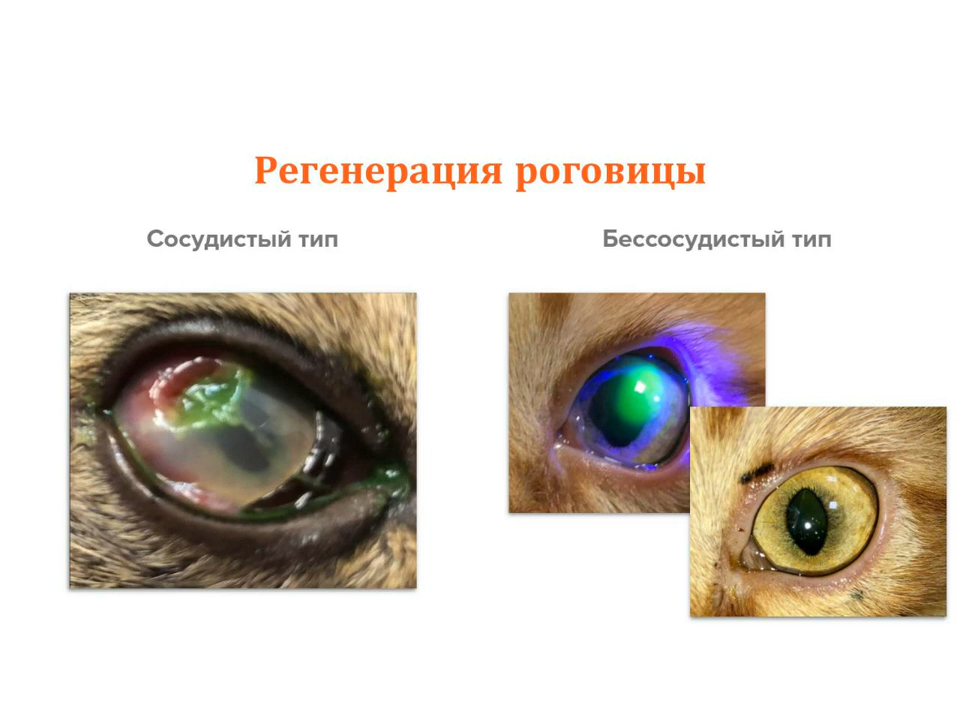 Регенерация роговицы
Сосудистый тип
Бессосудистый тип